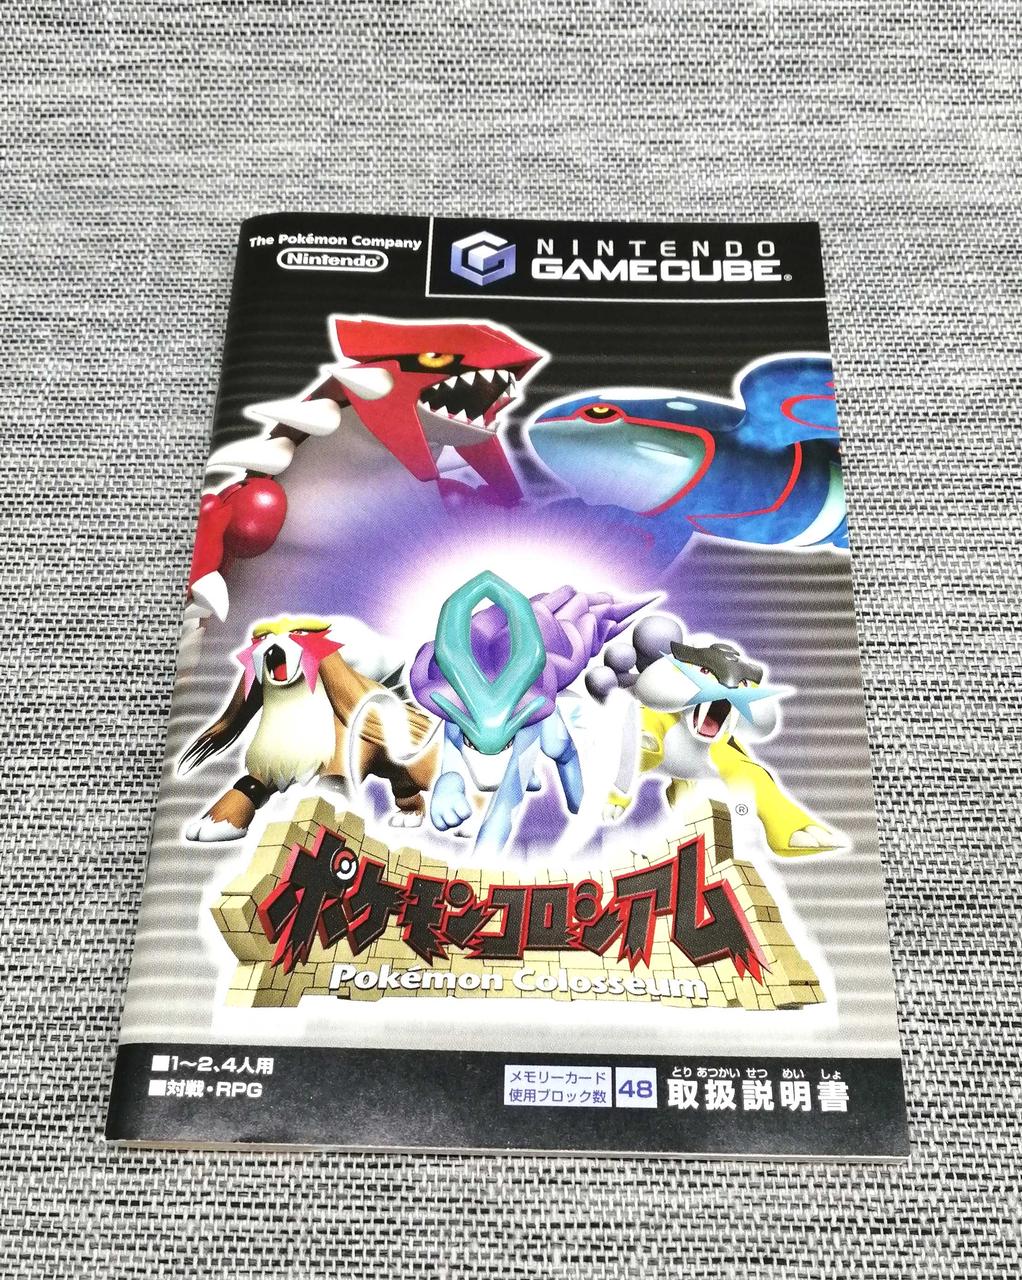 The Pokémon Company
Nintendo
NINTENDO
GAMECUBE®
®
ポケモンコロシアム
Pokémon Colosseum
■1〜2、4人用
■対戦・RPG
メモリーカード
使用ブロック数
48
とり あつかい せつ めい しょ
取扱説明書